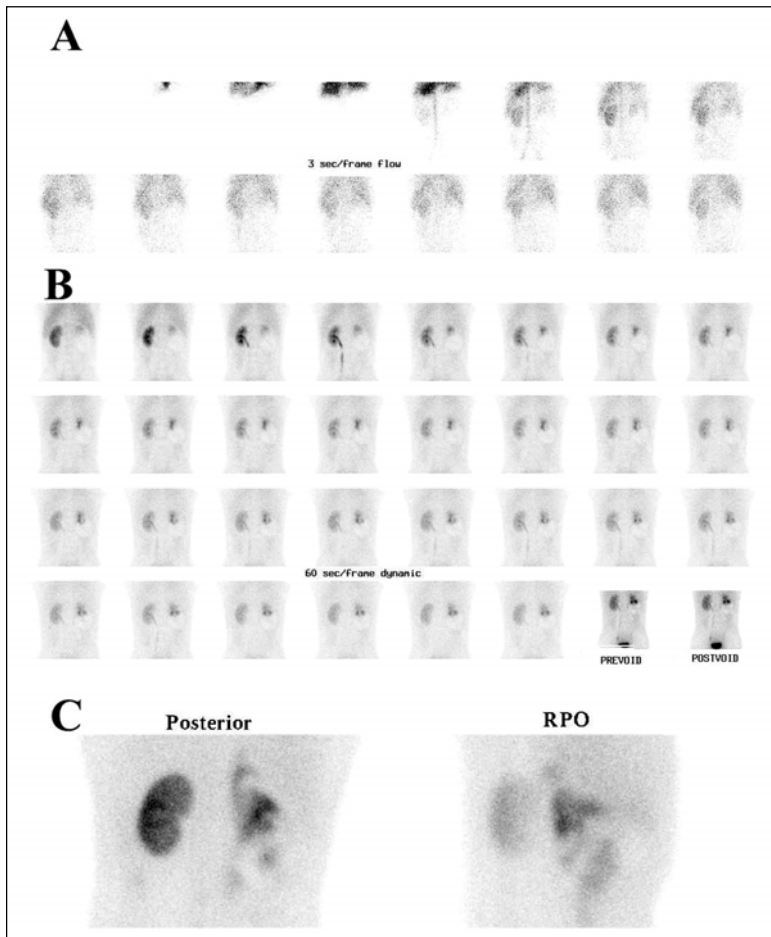 A
3 sec/frame flow
B
60 sec/frame dynamic
PREVOID
POSTVOID
C
Posterior
RPO